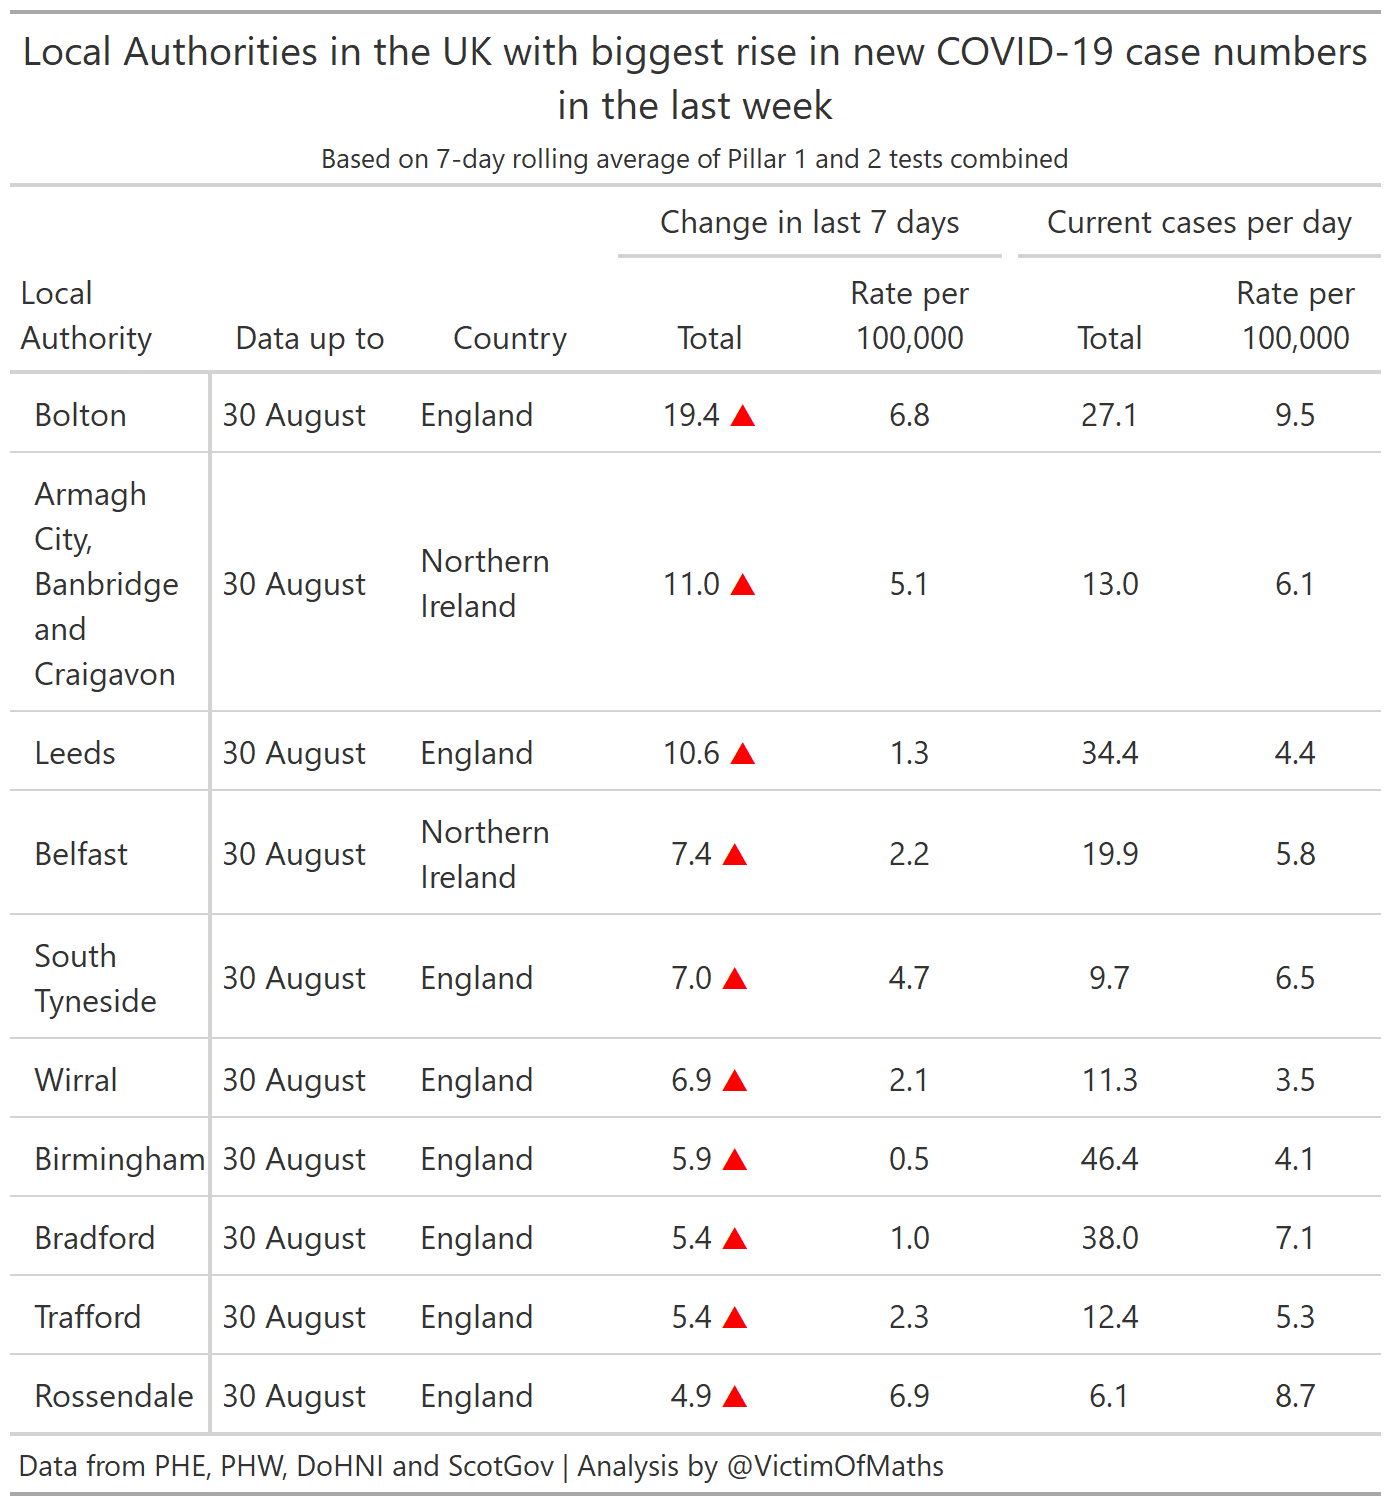 Local Authorities in the UK with biggest rise in new COVID-19 case numbers
in the last week
Based on 7-day rolling average of Pillar 1 and 2 tests combined
Change in last 7 days Current cases per day
Local Authority Data up to Country Total Rate per 100,000 Total Rate per 100,000
Bolton 30 August England 19.4 ▲ 6.8 27.1 9.5
Armagh City, Banbridge and Craigavon 30 August Northern Ireland 11.0 ▲ 5.1 13.0 6.1
Leeds 30 August England 10.6 ▲ 1.3 34.4 4.4
Belfast 30 August Northern Ireland 7.4 ▲ 2.2 19.9 5.8
South Tyneside 30 August England 7.0 ▲ 4.7 9.7 6.5
Wirral 30 August England 6.9 ▲ 2.1 11.3 3.5
Birmingham 30 August England 5.9 ▲ 0.5 46.4 4.1
Bradford 30 August England 5.4 ▲ 1.0 38.0 7.1
Trafford 30 August England 5.4 ▲ 2.3 12.4 5.3
Rossendale 30 August England 4.9 ▲ 6.9 6.1 8.7
Data from PHE, PHW, DoHNI and ScotGov | Analysis by @VictimOfMaths